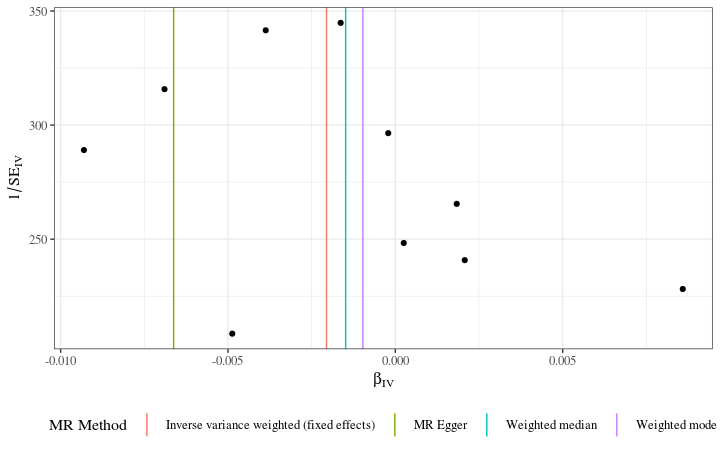 350
300
250
1/SE_IV
-0.010 -0.005 0.000 0.005
β_IV
MR Method Inverse variance weighted (fixed effects) MR Egger Weighted median Weighted mode